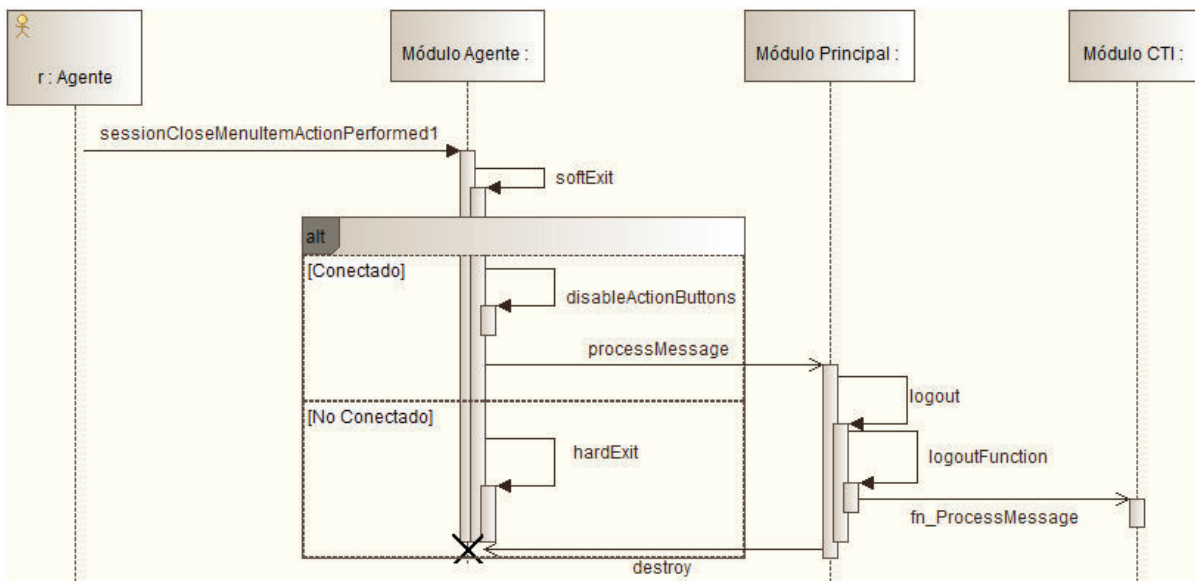 r : Agente
Módulo Agente :
Módulo Principal :
Módulo CTI :
sessionCloseMenuItemActionPerformed1
softExit
alt
[Conectado]
disableActionButtons
processMessage
logout
[No Conectado]
hardExit
logoutFunction
fn_ProcessMessage
destroy